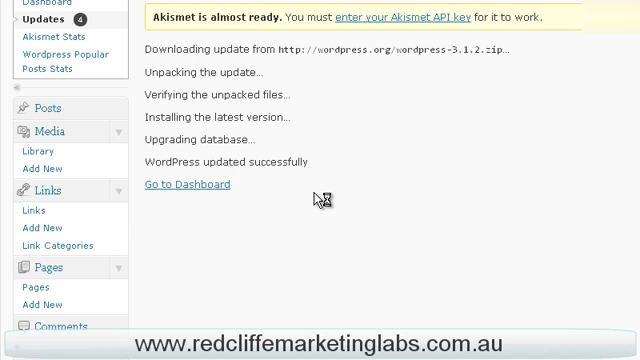 Dashboard
Updates 4
Akismet Stats
WordPress Popular
Posts Stats
Posts
Media
Library
Add New
Links
Links
Add New
Link Categories
Pages
Pages
Add New
Comments
Akismet is almost ready. You must enter your Akismet API key for it to work.
Downloading update from http://wordpress.org/wordpress-3.1.2.zip…
Unpacking the update…
Verifying the unpacked files…
Installing the latest version…
Upgrading database…
WordPress updated successfully
Go to Dashboard
www.redcliffemarketinglabs.com.au